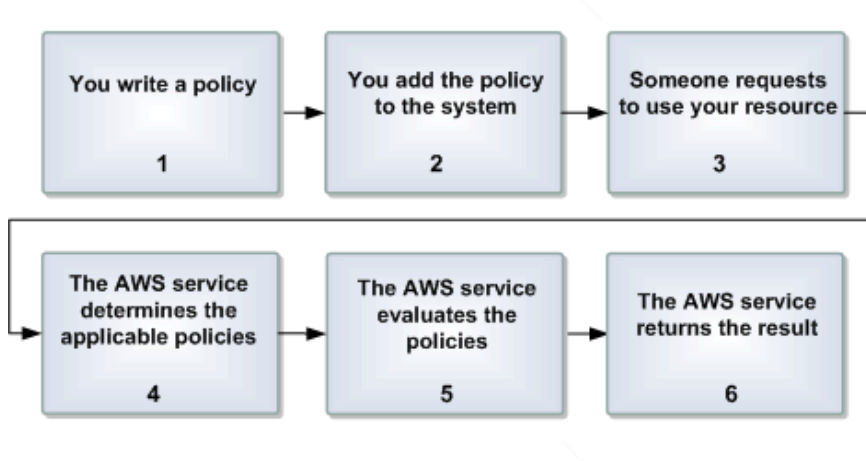 You write a policy
1
You add the policy
to the system
2
Someone requests
to use your resource
3
The AWS service
determines the
applicable policies
4
The AWS service
evaluates the
policies
5
The AWS service
returns the result
6